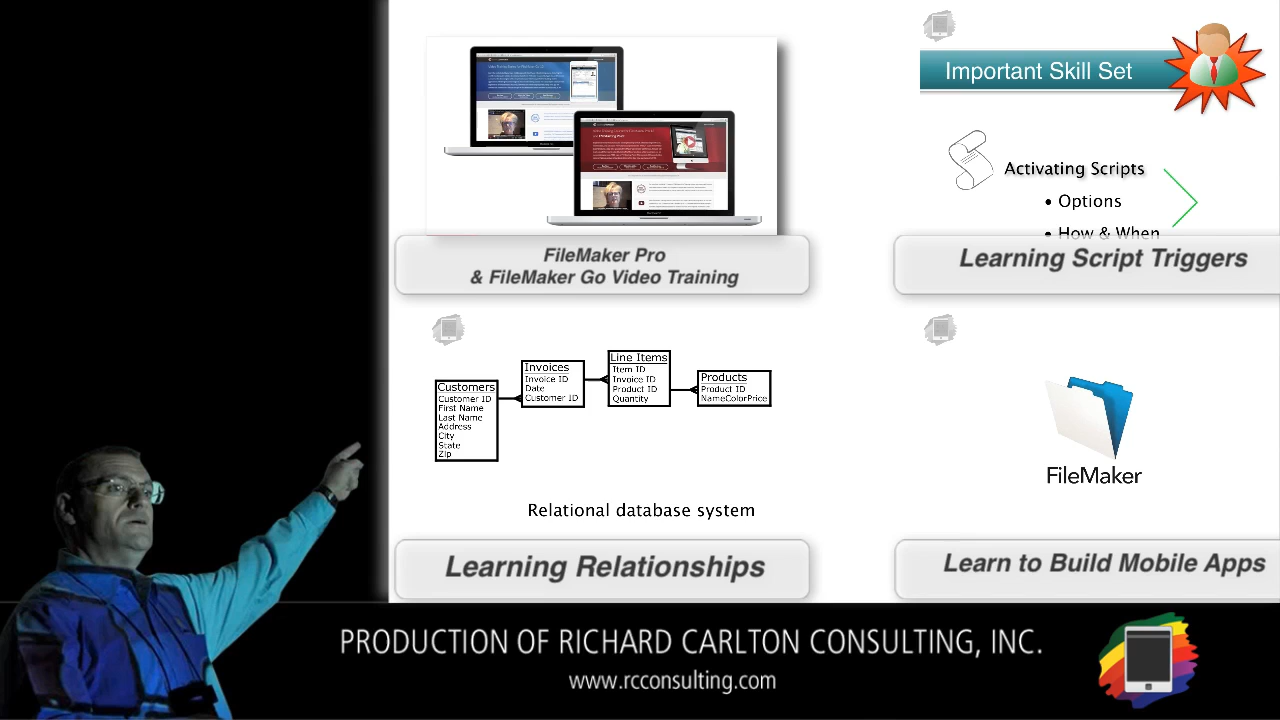 Important Skill Set
Activating Scripts
• Options
• How & When
FileMaker Pro
& FileMaker Go Video Training
Learning Script Triggers
Customers
Customer ID
First Name
Last Name
Address
City
State
Zip
Invoices
Invoice ID
Date
Customer ID
Line Items
Item ID
Invoice ID
Product ID
Quantity
Products
Product ID
NameColorPrice
Relational database system
FileMaker
Learning Relationships
Learn to Build Mobile Apps
PRODUCTION OF RICHARD CARLTON CONSULTING, INC.
www.rcconsulting.com